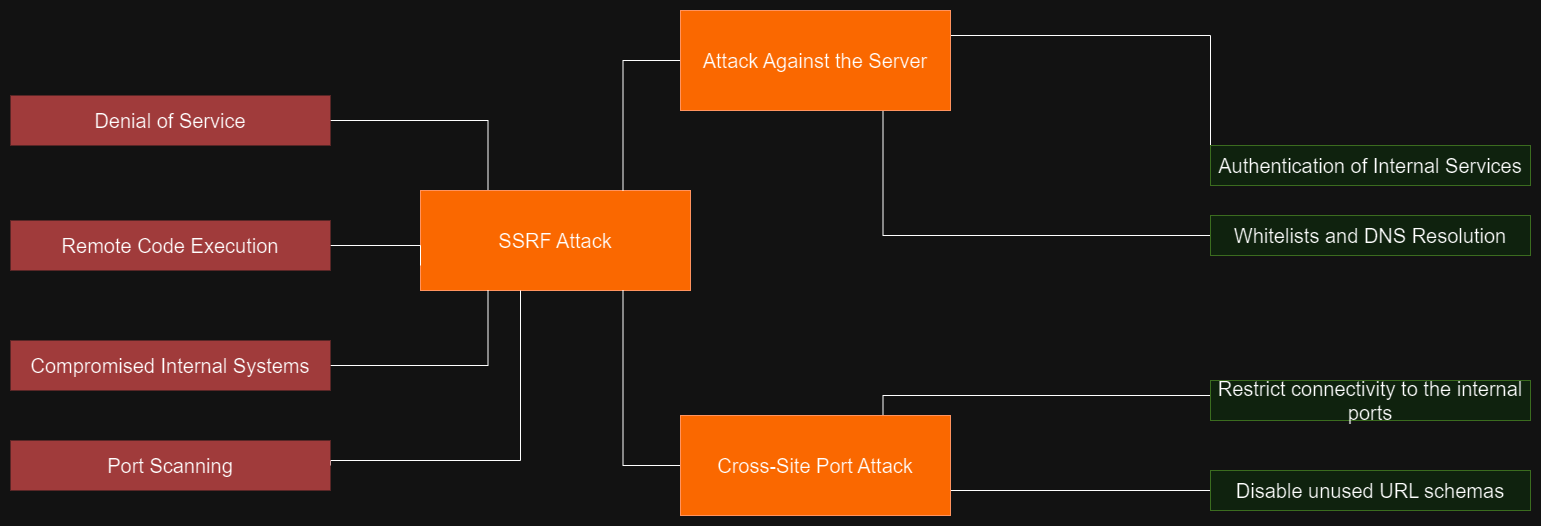 Attack Against the Server
Denial of Service
Authentication of Internal Services
Remote Code Execution
SSRF Attack
Whitelists and DNS Resolution
Compromised Internal Systems
Restrict connectivity to the internal
ports
Port Scanning
Cross-Site Port Attack
Disable unused URL schemas